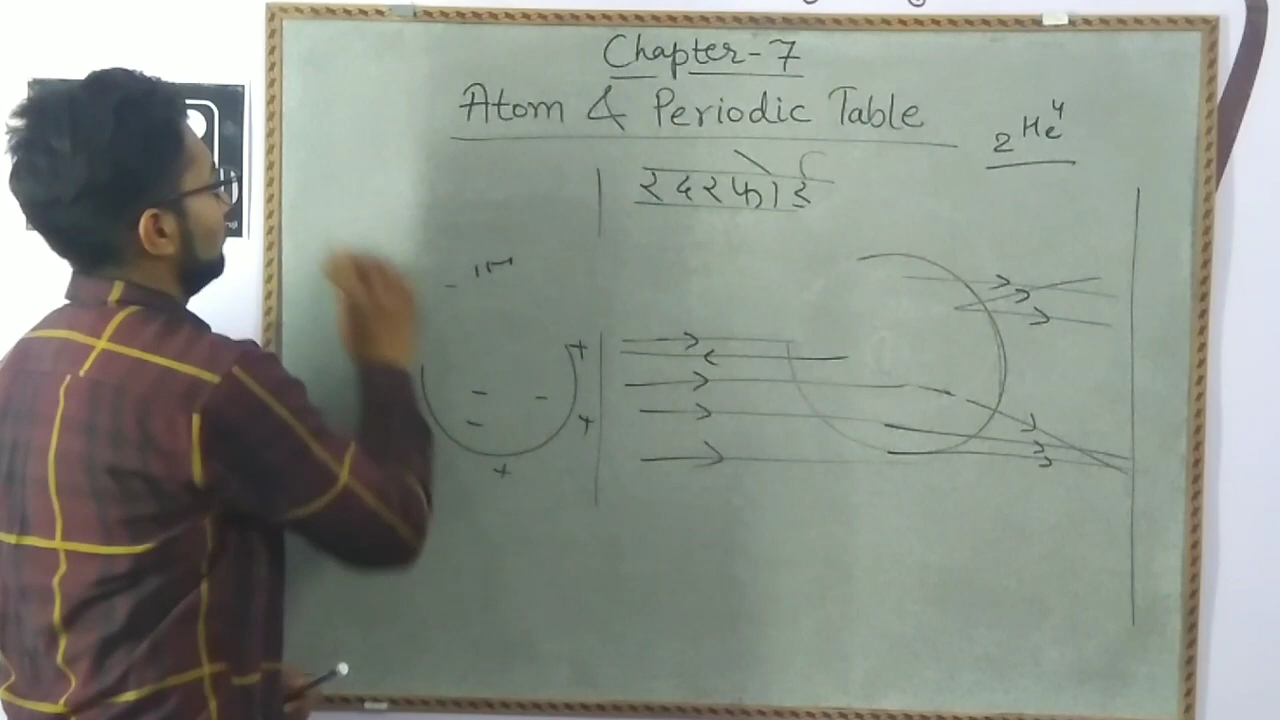 Chapter-7
Atom & Periodic Table
₂He⁴
रदरफोर्ड
- - -
+ + +